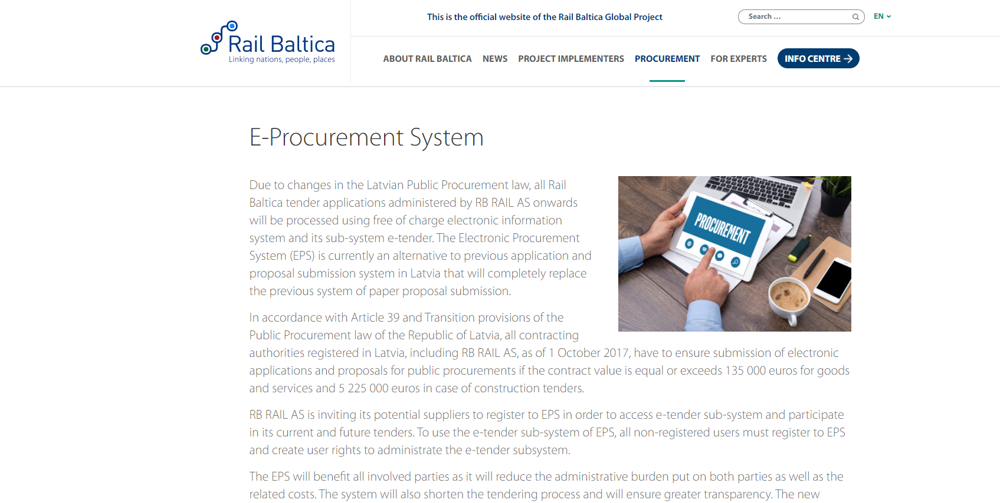 This is the official website of the Rail Baltica Global Project
Search ...
EN
Rail Baltica
Linking nations, people, places
ABOUT RAIL BALTICA NEWS PROJECT IMPLEMENTERS PROCUREMENT FOR EXPERTS INFO CENTRE
E-Procurement System
Due to changes in the Latvian Public Procurement law, all Rail
Baltica tender applications administered by RB RAIL AS onwards
will be processed using free of charge electronic information
system and its sub-system e-tender. The Electronic Procurement
System (EPS) is currently an alternative to previous application and
proposal submission system in Latvia that will completely replace
the previous system of paper proposal submission.
PROCUREMENT
In accordance with Article 39 and Transition provisions of the
Public Procurement law of the Republic of Latvia, all contracting
authorities registered in Latvia, including RB RAIL AS, as of 1 October 2017, have to ensure submission of electronic
applications and proposals for public procurements if the contract value is equal or exceeds 135 000 euros for goods
and services and 5 225 000 euros in case of construction tenders.
RB RAIL AS is inviting its potential suppliers to register to EPS in order to access e-tender sub-system and participate
in its current and future tenders. To use the e-tender sub-system of EPS, all non-registered users must register to EPS
and create user rights to administrate the e-tender subsystem.
The EPS will benefit all involved parties as it will reduce the administrative burden put on both parties as well as the
related costs. The system will also shorten the tendering process and will ensure greater transparency. The new